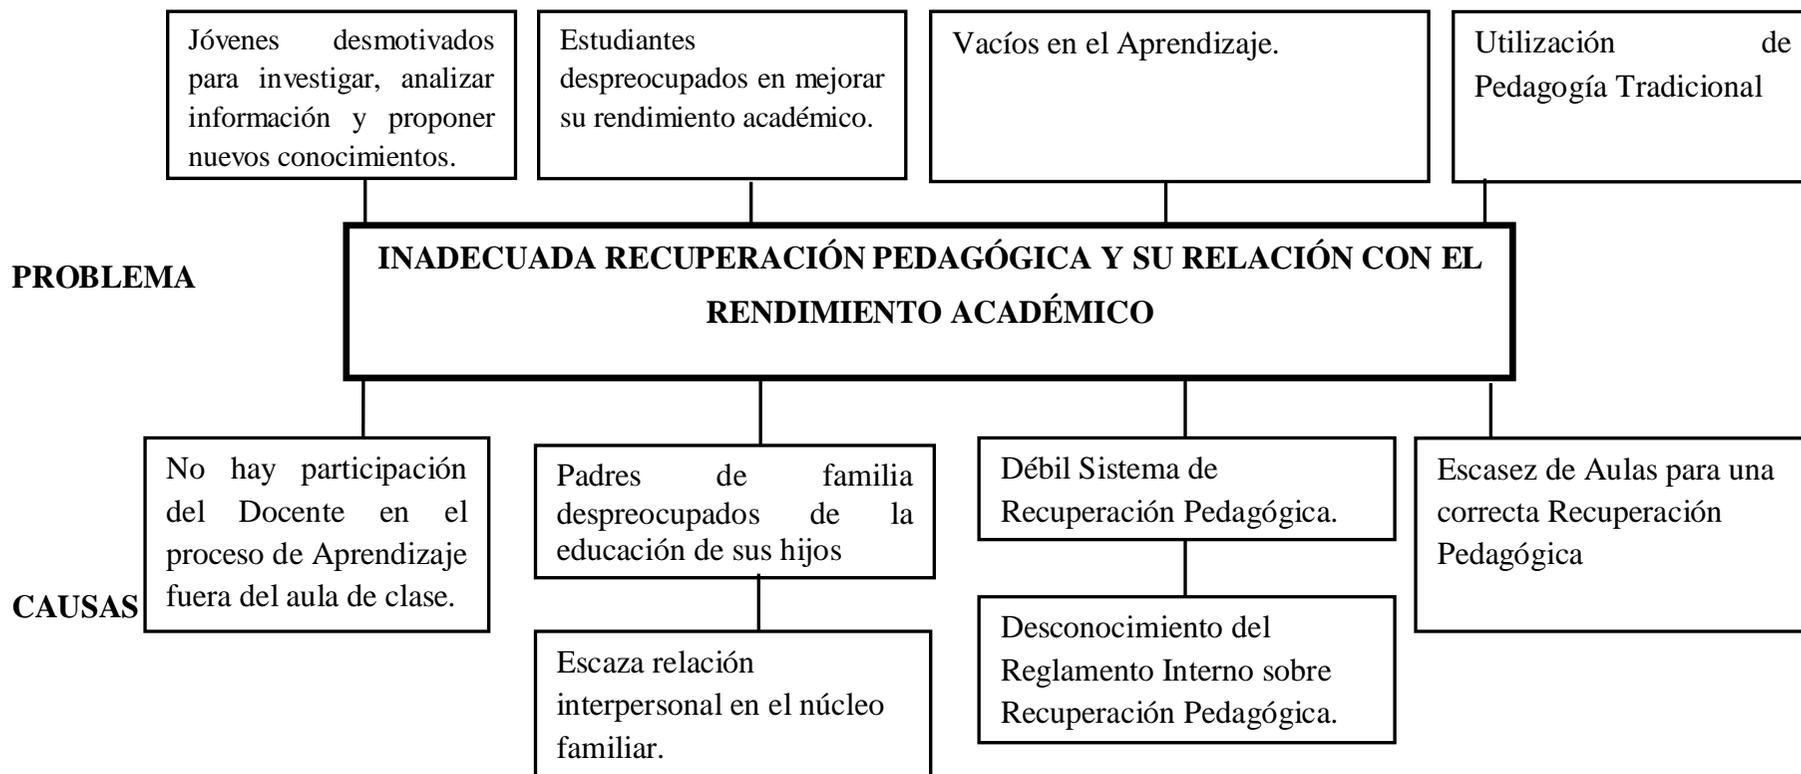 Jóvenes desmotivados
para investigar, analizar
información y proponer
nuevos conocimientos.
Estudiantes
despreocupados en mejorar
su rendimiento académico.
Vacíos en el Aprendizaje.
Utilización de
Pedagogía Tradicional
PROBLEMA
INADECUADA RECUPERACIÓN PEDAGÓGICA Y SU RELACIÓN CON EL
RENDIMIENTO ACADÉMICO
CAUSAS
No hay participación
del Docente en el
proceso de Aprendizaje
fuera del aula de clase.
Padres de familia
despreocupados de la
educación de sus hijos
Escaza relación
interpersonal en el núcleo
familiar.
Débil Sistema de
Recuperación Pedagógica.
Desconocimiento del
Reglamento Interno sobre
Recuperación Pedagógica.
Escasez de Aulas para una
correcta Recuperación
Pedagógica